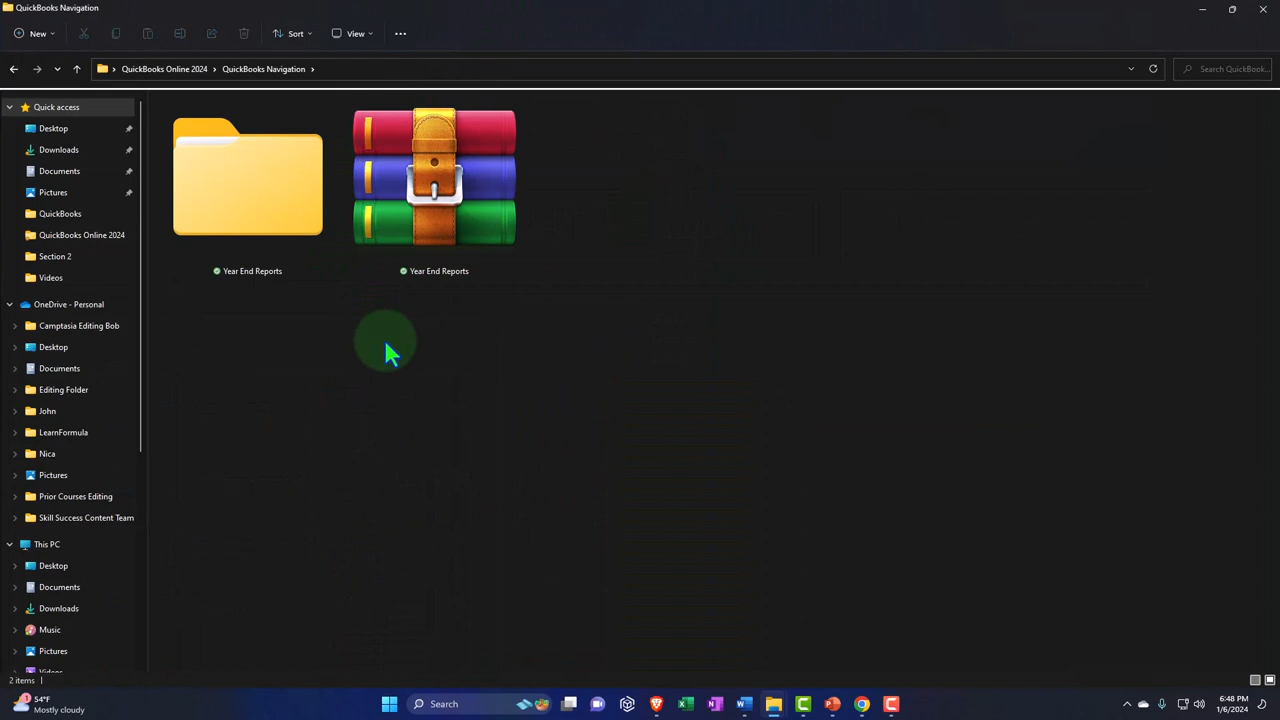 QuickBooks Navigation
New
Sort
View
QuickBooks Online 2024 > QuickBooks Navigation >
Search QuickBook...
Quick access
Desktop
Downloads
Documents
Pictures
QuickBooks
QuickBooks Online 2024
Section 2
Videos
OneDrive - Personal
Camptasia Editing Bob
Desktop
Documents
Editing Folder
John
LearnFormula
Nica
Pictures
Prior Courses Editing
Skill Success Content Team
This PC
Desktop
Documents
Downloads
Music
Pictures
Videos
Year End Reports
Year End Reports
2 items
54°F
Mostly cloudy
Search
6:48 PM
1/6/2024